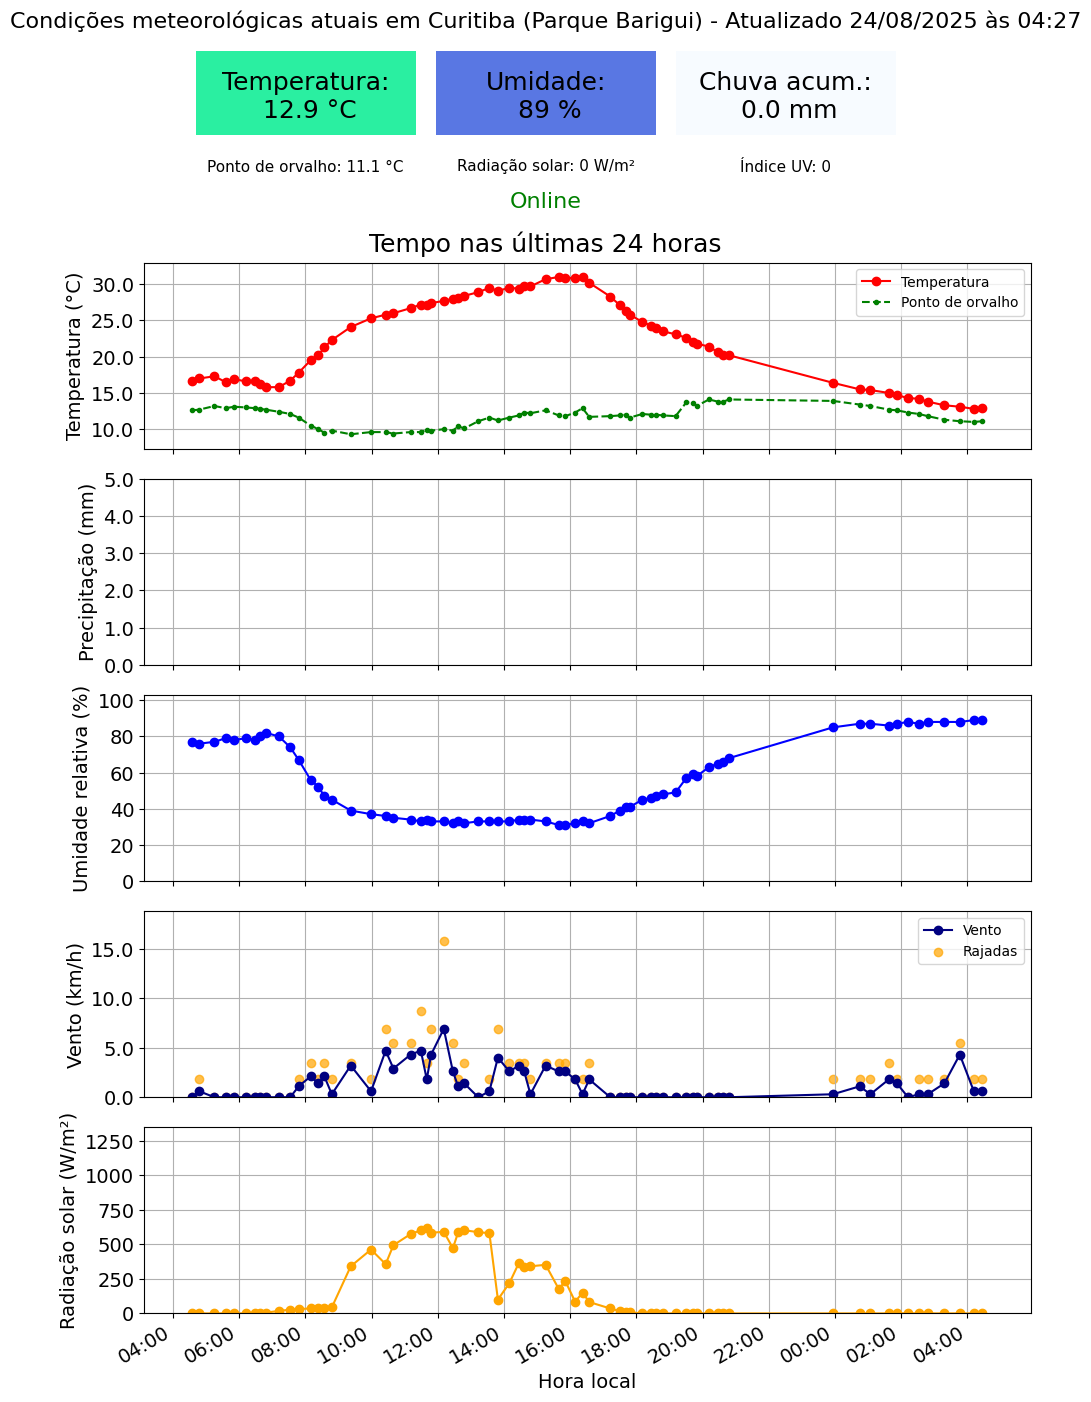 Condições meteorológicas atuais em Curitiba (Parque Barigui) - Atualizado 24/08/2025 às 04:27
Temperatura:
12.9 °C
Umidade:
89 %
Chuva acum.:
0.0 mm
Ponto de orvalho: 11.1 °C
Radiação solar: 0 W/m²
Índice UV: 0
Online
Tempo nas últimas 24 horas
Temperatura (°C)
30.0
25.0
20.0
15.0
10.0
Temperatura
Ponto de orvalho
Precipitação (mm)
5.0
4.0
3.0
2.0
1.0
0.0
Umidade relativa (%)
100
80
60
40
20
0
Vento (km/h)
15.0
10.0
5.0
0.0
Vento
Rajadas
Radiação solar (W/m²)
1250
1000
750
500
250
0
04:00
06:00
08:00
10:00
12:00
14:00
16:00
18:00
20:00
22:00
00:00
02:00
04:00
Hora local